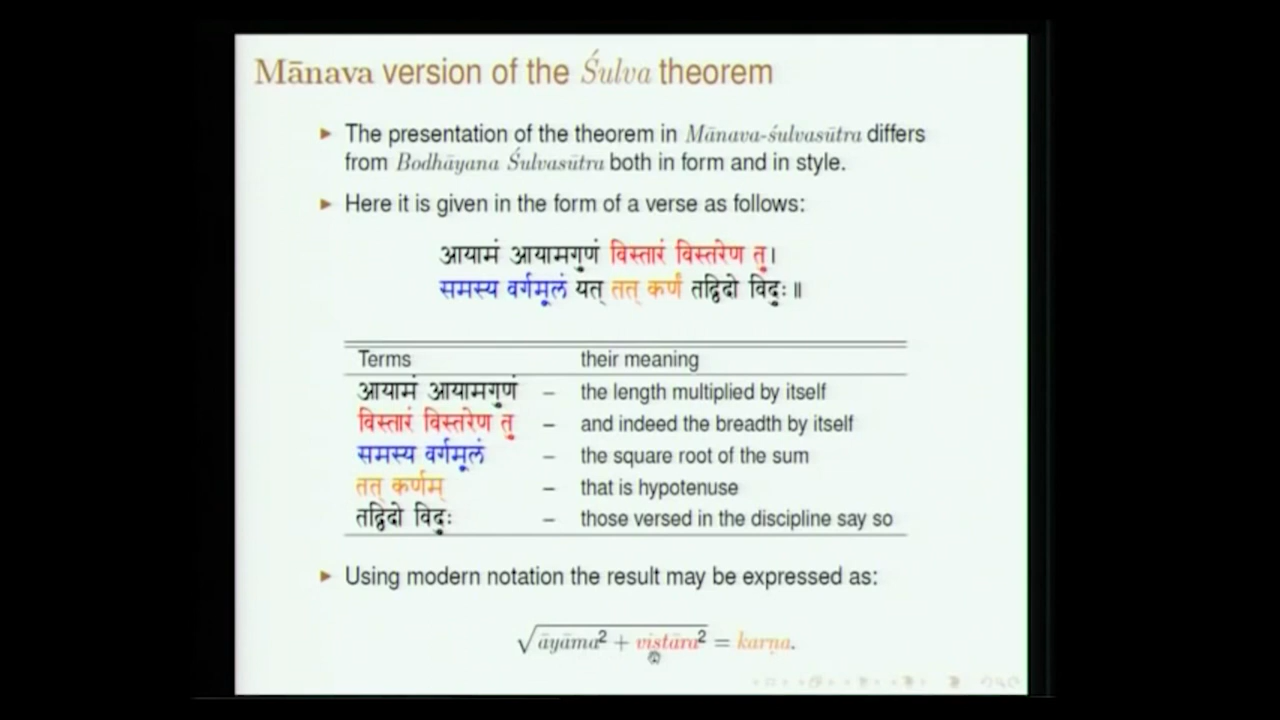 Mānava version of the Śulva theorem
▶ The presentation of the theorem in Mānava-śulvasūtra differs
from Bodhāyana Śulvasūtra both in form and in style.
▶ Here it is given in the form of a verse as follows:
आयामं आयामगुणं विस्तारं विस्तरेण तु।
समस्य वर्गमूलं यत् तत् कर्णं तद्विदो विदुः॥
Terms their meaning
आयामं आयामगुणं – the length multiplied by itself
विस्तारं विस्तरेण तु – and indeed the breadth by itself
समस्य वर्गमूलं – the square root of the sum
तत् कर्णम् – that is hypotenuse
तद्विदो विदुः – those versed in the discipline say so
▶ Using modern notation the result may be expressed as:
√āyāma² + vistāra² = karṇa.